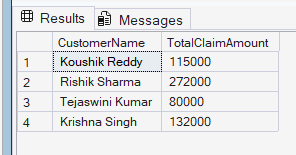 Results Messages
CustomerName TotalClaimAmount
1 Koushik Reddy 115000
2 Rishik Sharma 272000
3 Tejaswini Kumar 80000
4 Krishna Singh 132000